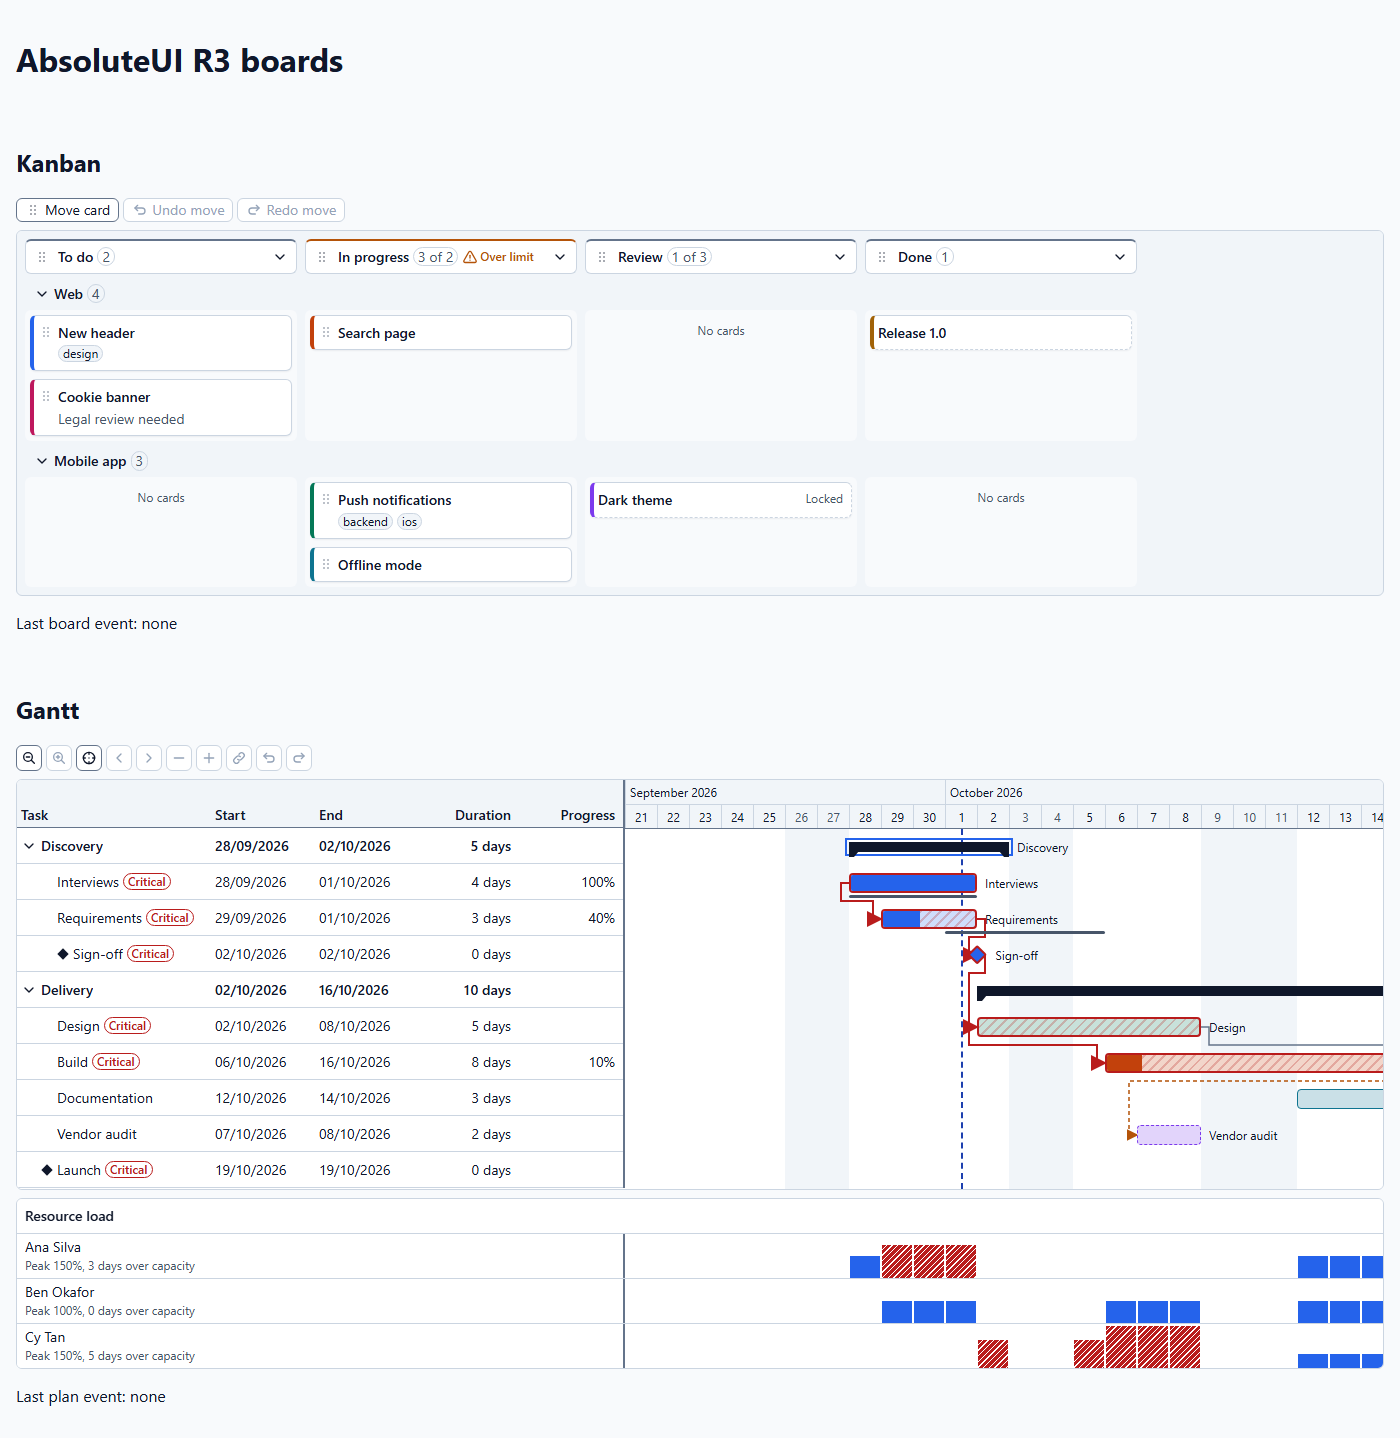 AbsoluteUI R3 boards
Kanban
Move card Undo move Redo move
To do 2 In progress 3 of 2 Over limit Review 1 of 3 Done 1
Web 4
New header Search page No cards Release 1.0
design
Cookie banner
Legal review needed
Mobile app 3
No cards Push notifications Dark theme Locked No cards
backend ios
Offline mode
Last board event: none
Gantt
September 2026 October 2026
Task Start End Duration Progress 21 22 23 24 25 26 27 28 29 30 1 2 3 4 5 6 7 8 9 10 11 12 13 14
Discovery 28/09/2026 02/10/2026 5 days Discovery
Interviews Critical 28/09/2026 01/10/2026 4 days 100% Interviews
Requirements Critical 29/09/2026 01/10/2026 3 days 40% Requirements
Sign-off Critical 02/10/2026 02/10/2026 0 days Sign-off
Delivery 02/10/2026 16/10/2026 10 days
Design Critical 02/10/2026 08/10/2026 5 days Design
Build Critical 06/10/2026 16/10/2026 8 days 10%
Documentation 12/10/2026 14/10/2026 3 days
Vendor audit 07/10/2026 08/10/2026 2 days Vendor audit
Launch Critical 19/10/2026 19/10/2026 0 days
Resource load
Ana Silva
Peak 150%, 3 days over capacity
Ben Okafor
Peak 100%, 0 days over capacity
Cy Tan
Peak 150%, 5 days over capacity
Last plan event: none